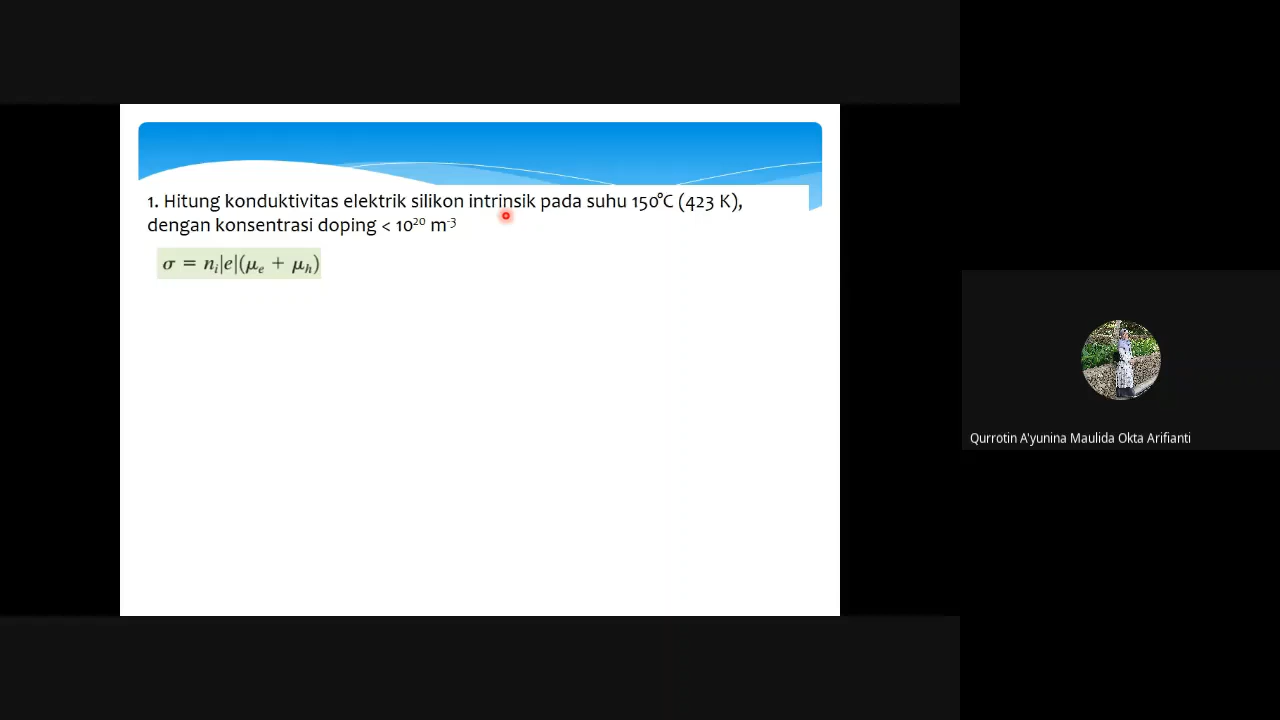 1. Hitung konduktivitas elektrik silikon intrinsik pada suhu 150°C (423 K),
dengan konsentrasi doping < 10²⁰ m⁻³
σ = nᵢ|e|(μₑ + μₕ)
Qurrotin A'yunina Maulida Okta Arifianti